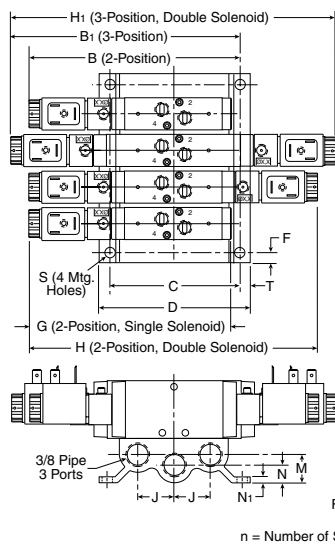 H1 (3-Position, Double Solenoid)
B1 (3-Position)
B (2-Position)
2
4
2
4
2
4
2
4
F
S (4 Mtg.
Holes)
C
T
D
G (2-Position, Single Solenoid)
H (2-Position, Double Solenoid)
3/8 Pipe
3 Ports
M
N
J
J
N1
n = Number of S